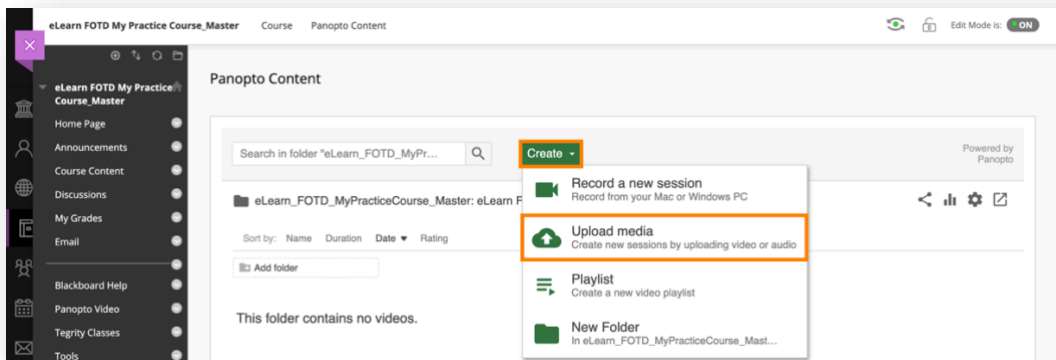 eLearn FOTD My Practice Course_Master Course Panopto Content Edit Mode is: ON
eLearn FOTD My Practice
Course_Master
Home Page
Announcements
Course Content
Discussions
My Grades
Email
Blackboard Help
Panopto Video
Tegrity Classes
Tools
Panopto Content
Search in folder "eLearn_FOTD_MyPr...
Create
Powered by
Panopto
eLearn_FOTD_MyPracticeCourse_Master: eLearn F
Sort by: Name Duration Date Rating
Add folder
This folder contains no videos.
Record a new session
Record from your Mac or Windows PC
Upload media
Create new sessions by uploading video or audio
Playlist
Create a new video playlist
New Folder
In eLearn_FOTD_MyPracticeCourse_Mast...